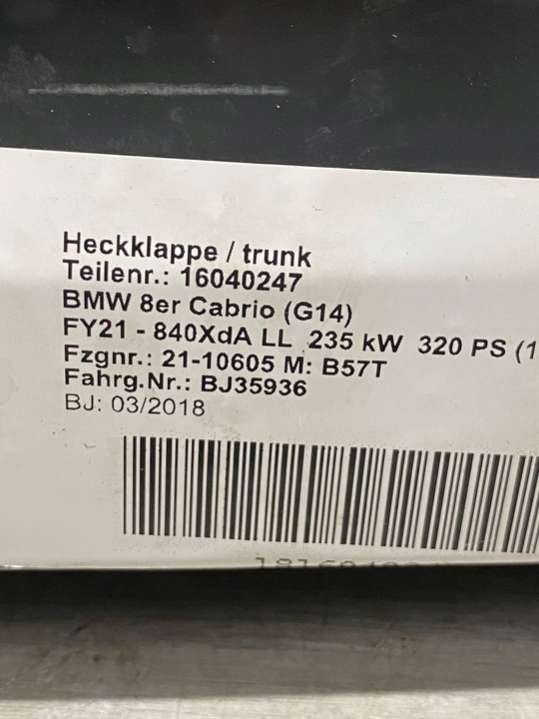 Heckklappe / trunk
Teilenr.: 16040247
BMW 8er Cabrio (G14)
FY21 - 840XdA LL 235 kW 320 PS (1
Fzgnr.: 21-10605 M: B57T
Fahrg.Nr.: BJ35936
BJ: 03/2018